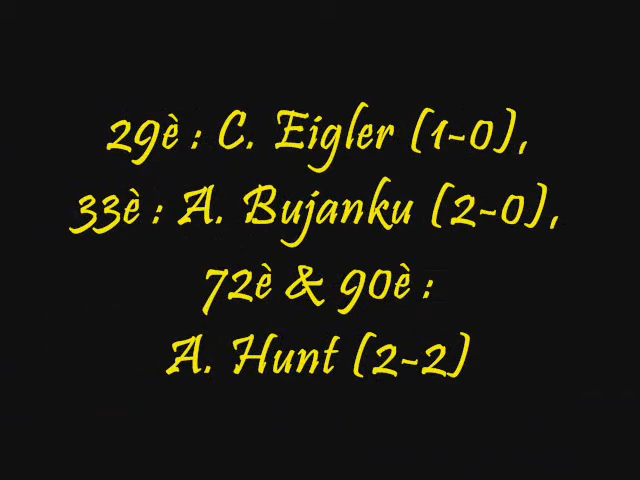 29è : C. Eigler (1-0),
33è : A. Bujanku (2-0),
72è & 90è :
A. Hunt (2-2)